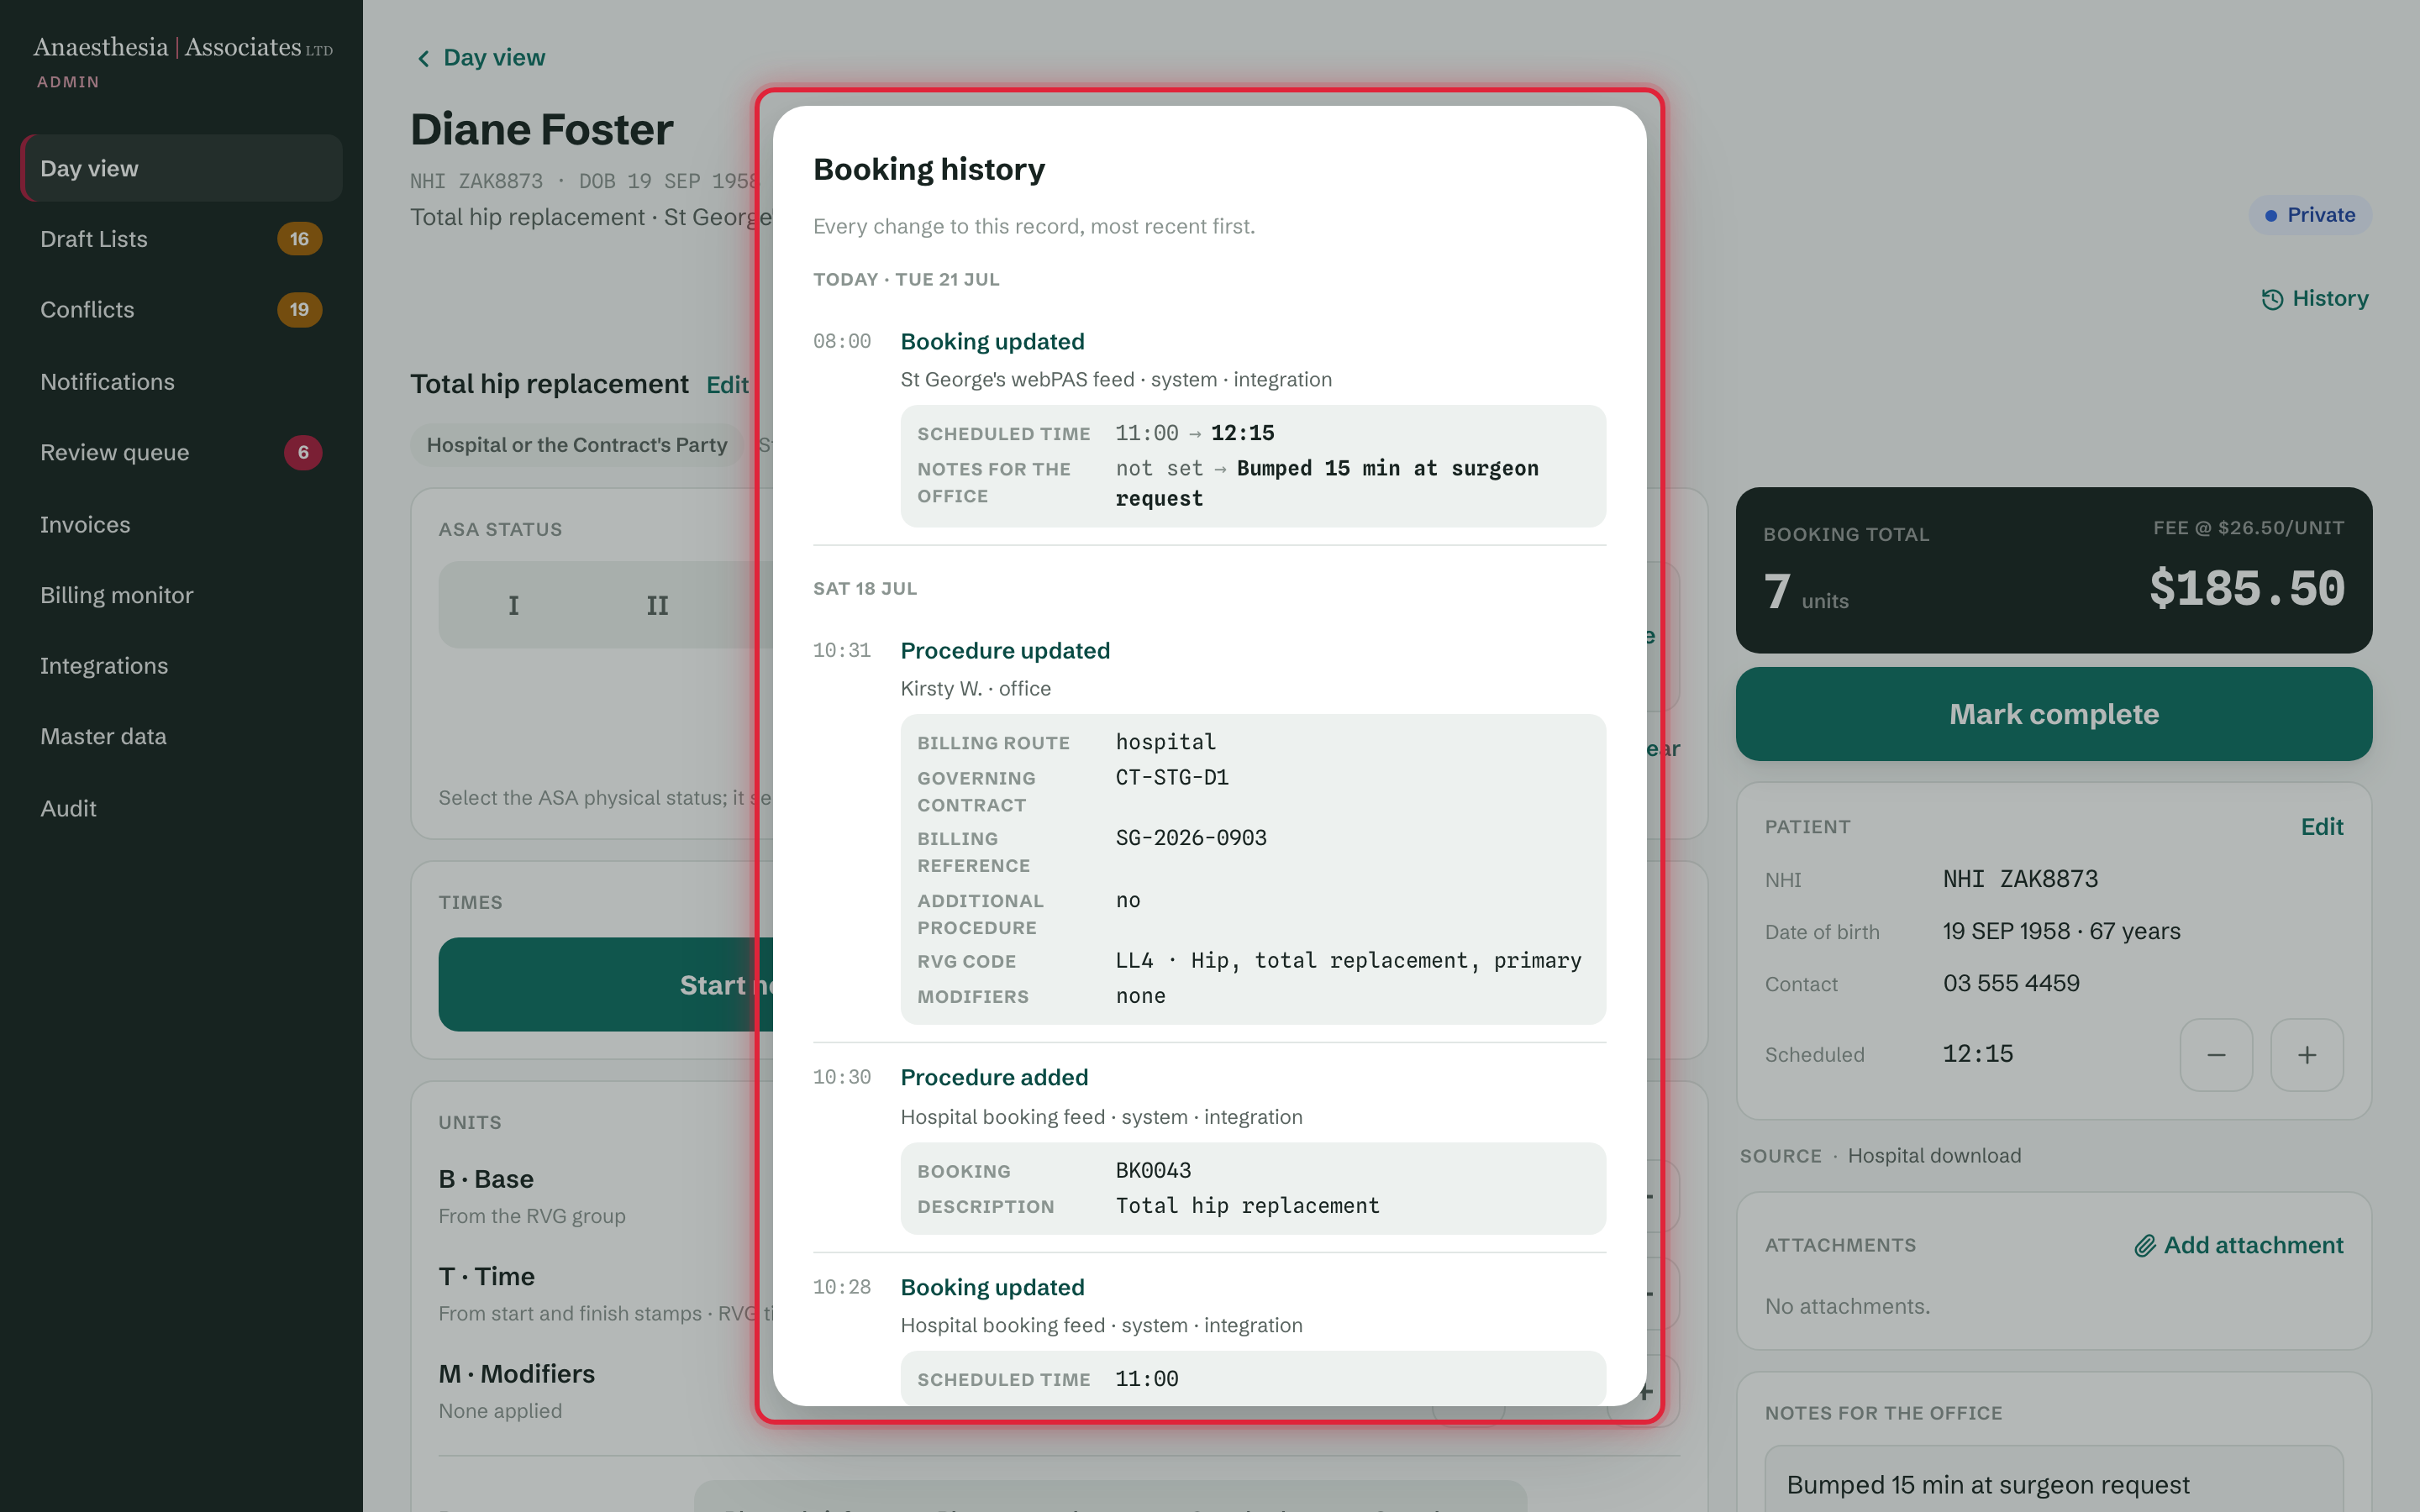 Anaesthesia | Associates LTD
ADMIN
Day view
Draft Lists 16
Conflicts 19
Notifications
Review queue 6
Invoices
Billing monitor
Integrations
Master data
Audit
Day view
Diane Foster
NHI ZAK8873 · DOB 19 SEP 1958
Total hip replacement · St George
Private
History
Total hip replacement Edit
Hospital or the Contract's Party
ASA STATUS
I II
Select the ASA physical status; it se
TIMES
Start
UNITS
B · Base
From the RVG group
T · Time
From start and finish stamps · RVG
M · Modifiers
None applied
Booking history
Every change to this record, most recent first.
TODAY · TUE 21 JUL
08:00 Booking updated
St George's webPAS feed · system · integration
SCHEDULED TIME 11:00 → 12:15
NOTES FOR THE OFFICE not set → Bumped 15 min at surgeon
request
SAT 18 JUL
10:31 Procedure updated
Kirsty W. · office
BILLING ROUTE hospital
GOVERNING CONTRACT CT-STG-D1
BILLING REFERENCE SG-2026-0903
ADDITIONAL PROCEDURE no
RVG CODE LL4 · Hip, total replacement, primary
MODIFIERS none
10:30 Procedure added
Hospital booking feed · system · integration
BOOKING BK0043
DESCRIPTION Total hip replacement
10:28 Booking updated
Hospital booking feed · system · integration
SCHEDULED TIME 11:00
BOOKING TOTAL FEE @ $26.50/UNIT
7 units $185.50
Mark complete
PATIENT Edit
NHI NHI ZAK8873
Date of birth 19 SEP 1958 · 67 years
Contact 03 555 4459
Scheduled 12:15 − +
SOURCE · Hospital download
ATTACHMENTS Add attachment
No attachments.
NOTES FOR THE OFFICE
Bumped 15 min at surgeon request